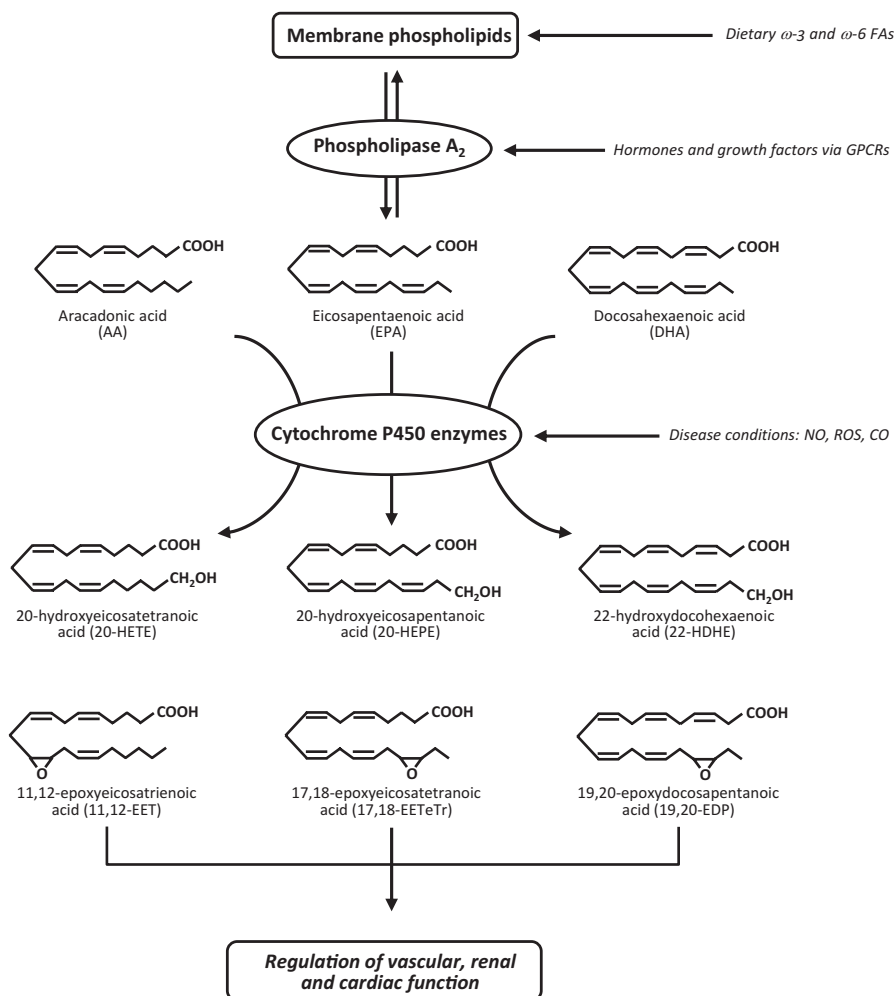 Membrane phospholipids
Dietary ω-3 and ω-6 FAs
Phospholipase A₂
Hormones and growth factors via GPCRs
COOH
COOH
COOH
Aracadonic acid
(AA)
Eicosapentaenoic acid
(EPA)
Docosahexaenoic acid
(DHA)
Cytochrome P450 enzymes
Disease conditions: NO, ROS, CO
COOH
CH₂OH
COOH
CH₂OH
COOH
CH₂OH
20-hydroxyeicosatetranoic
acid (20-HETE)
20-hydroxyeicosapentanoic
acid (20-HEPE)
22-hydroxydocohexaenoic
acid (22-HDHE)
COOH
O
COOH
O
COOH
O
11,12-epoxyeicosatrienoic
acid (11,12-EET)
17,18-epoxyeicosatetranoic
acid (17,18-EETeTr)
19,20-epoxydocosapentanoic
acid (19,20-EDP)
Regulation of vascular, renal
and cardiac function